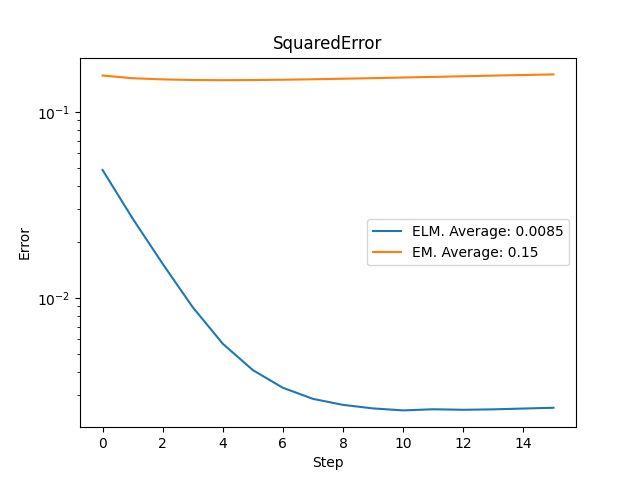 SquaredError
Error
10⁻¹
10⁻²
ELM. Average: 0.0085
EM. Average: 0.15
0 2 4 6 8 10 12 14
Step